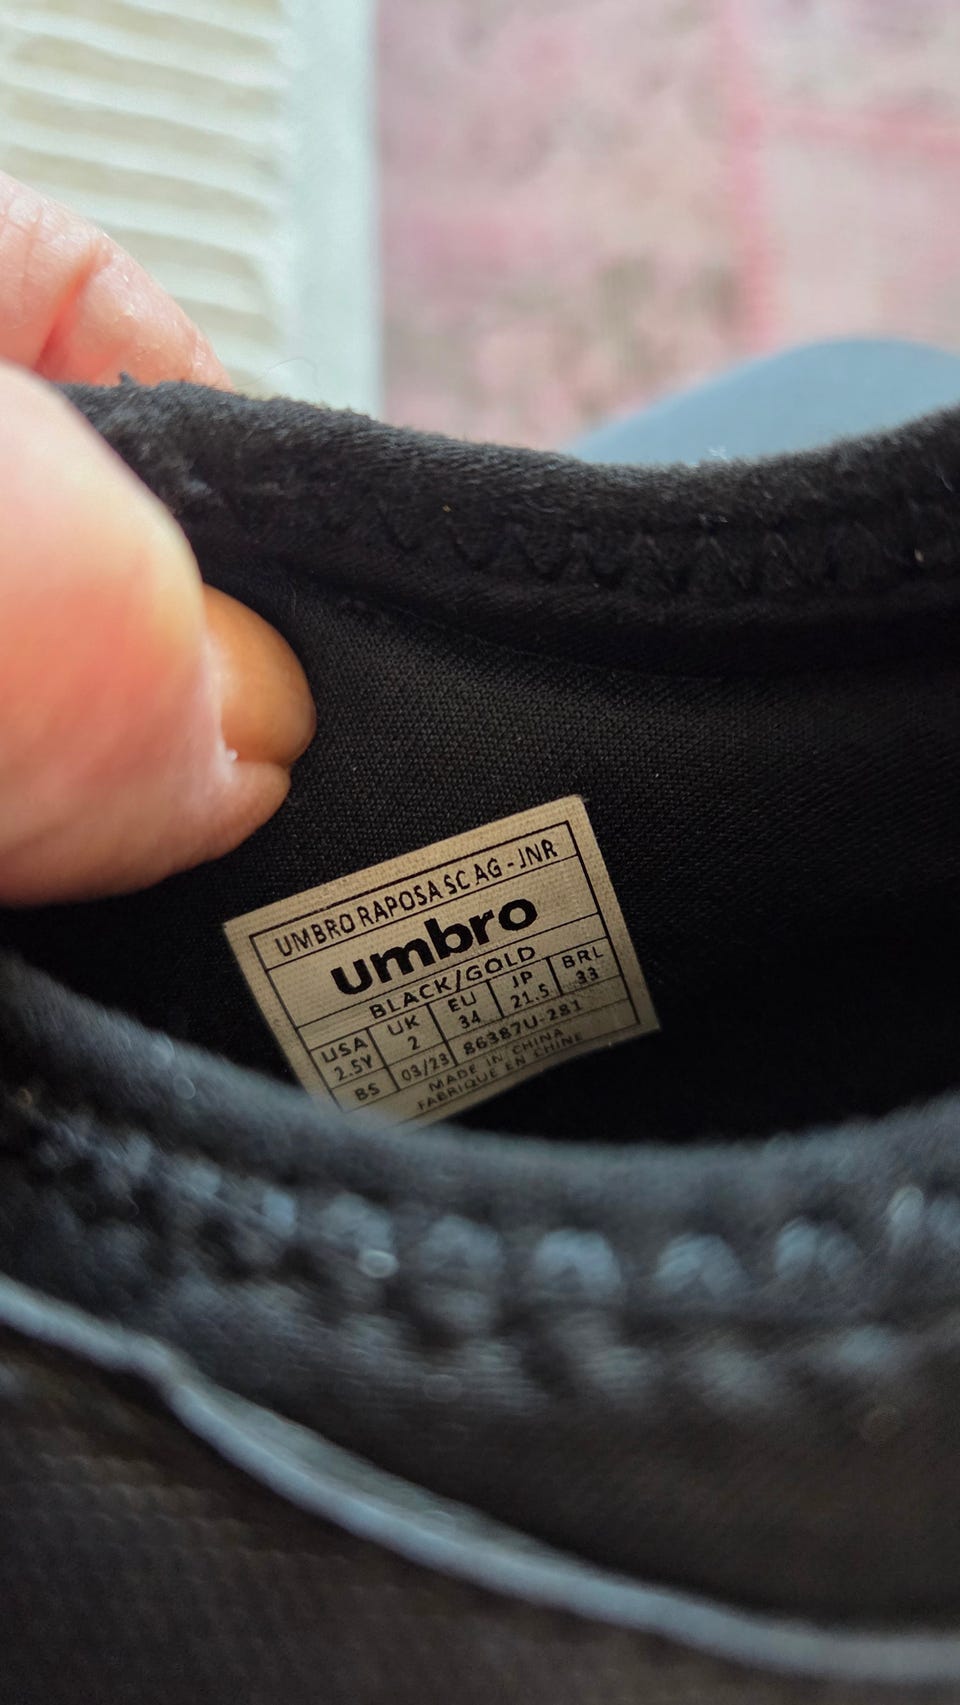 UMBRO RAPOSA SC AG - JNR
umbro
BLACK/GOLD
USA UK EU JP BRL
2.5Y 2 34 21.5 33
BS 03/23 86387U-281
MADE IN CHINA
FABRIQUE EN CHINE